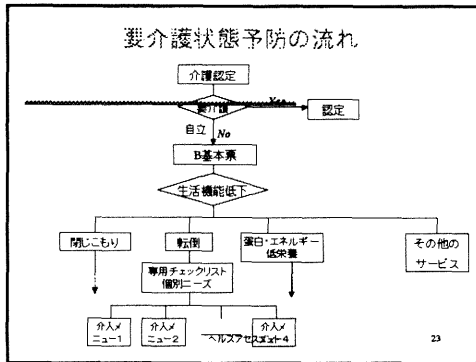 要介護状態予防の流れ
介護認定
要介護
Yes
認定
自立
No
B基本票
生活機能低下
閉じこもり
転倒
蛋白・エネルギー
低栄養
その他の
サービス
専用チェックリスト
個別ニーズ
介入メ
ニュー1
介入メ
ニュー2
介入メ
ヘルスアセスメント4
23